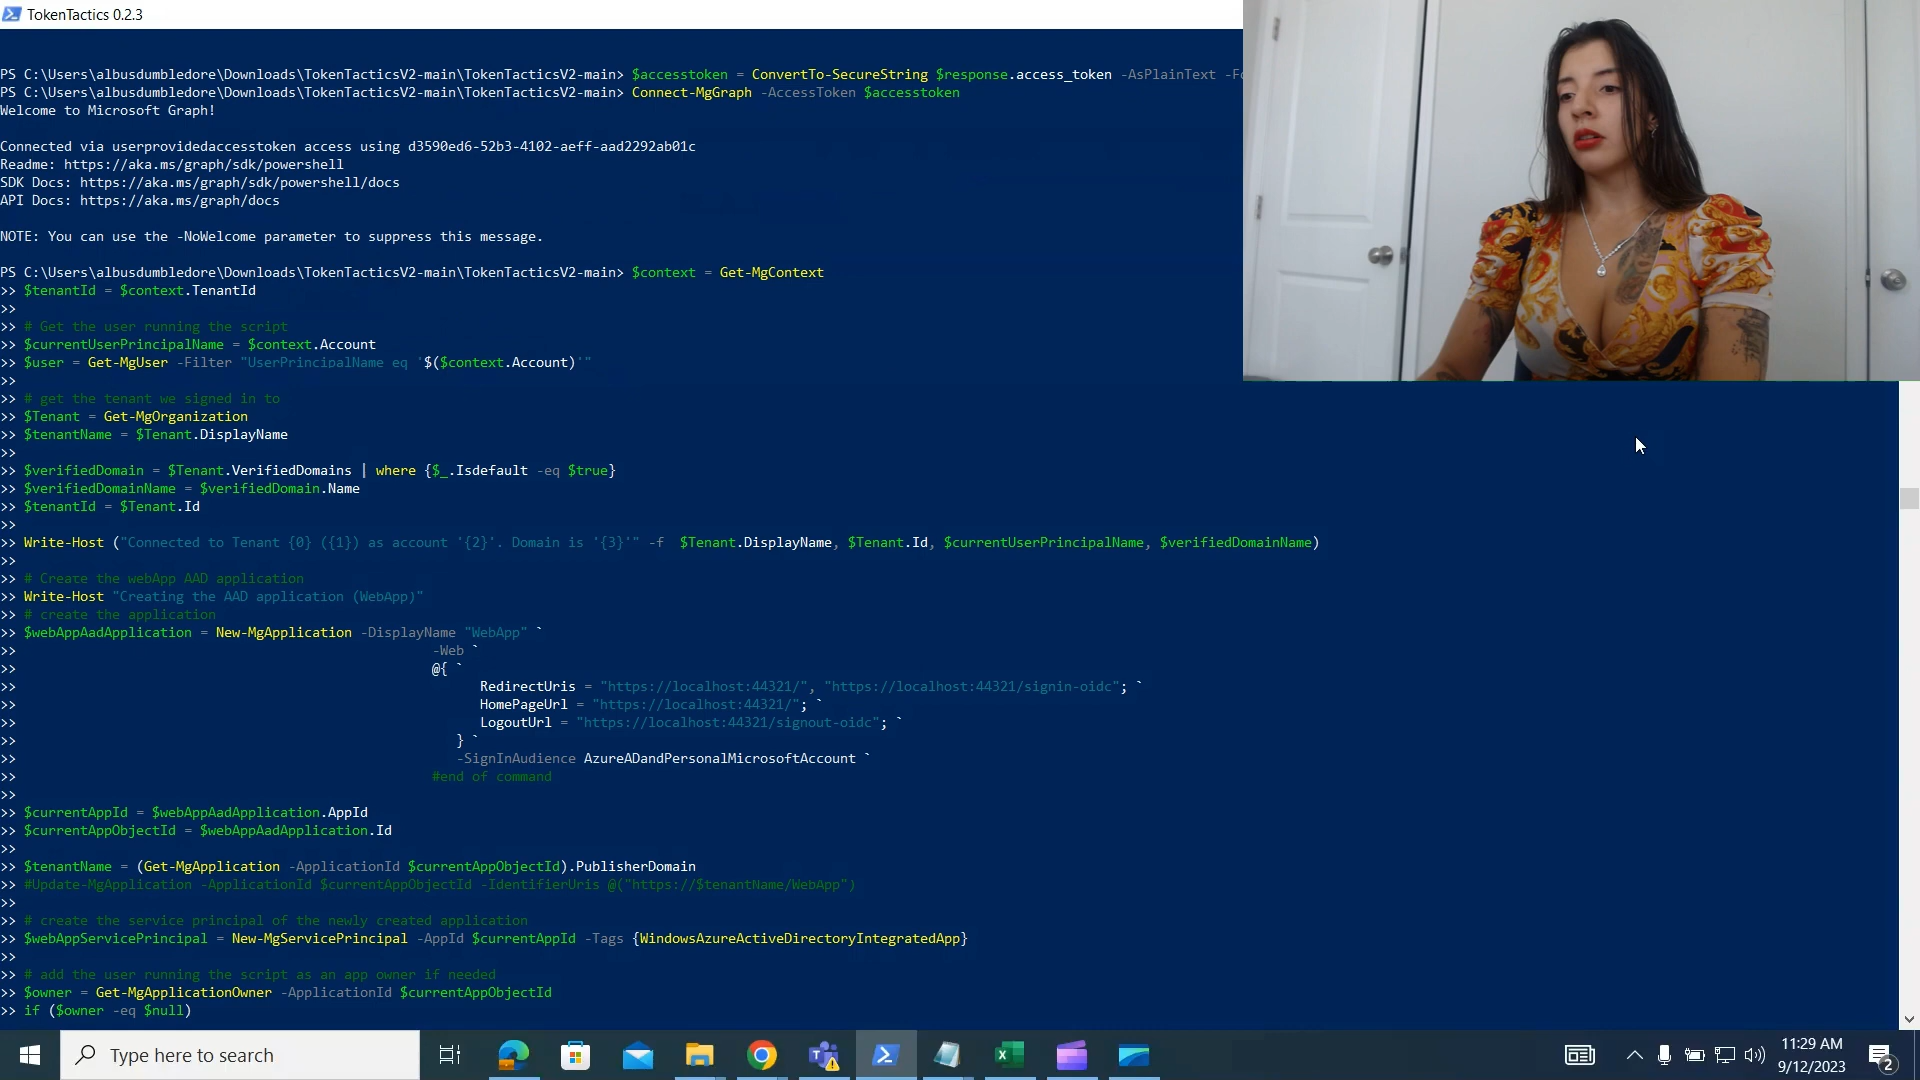 TokenTactics 0.2.3
PS C:\Users\albusdumbledore\Downloads\TokenTacticsV2-main\TokenTacticsV2-main> $accesstoken = ConvertTo-SecureString $response.access_token -AsPlainText -Fo
PS C:\Users\albusdumbledore\Downloads\TokenTacticsV2-main\TokenTacticsV2-main> Connect-MgGraph -AccessToken $accesstoken
Welcome to Microsoft Graph!
Connected via userprovidedaccesstoken access using d3590ed6-52b3-4102-aeff-aad2292ab01c
Readme: https://aka.ms/graph/sdk/powershell
SDK Docs: https://aka.ms/graph/sdk/powershell/docs
API Docs: https://aka.ms/graph/docs
NOTE: You can use the -NoWelcome parameter to suppress this message.
PS C:\Users\albusdumbledore\Downloads\TokenTacticsV2-main\TokenTacticsV2-main> $context = Get-MgContext
>> $tenantId = $context.TenantId
>>
>> # Get the user running the script
>> $currentUserPrincipalName = $context.Account
>> $user = Get-MgUser -Filter "UserPrincipalName eq '$($context.Account)'"
>>
>> # get the tenant we signed in to
>> $Tenant = Get-MgOrganization
>> $tenantName = $Tenant.DisplayName
>>
>> $verifiedDomain = $Tenant.VerifiedDomains | where {$_.Isdefault -eq $true}
>> $verifiedDomainName = $verifiedDomain.Name
>> $tenantId = $Tenant.Id
>>
>> Write-Host ("Connected to Tenant {0} ({1}) as account '{2}'. Domain is '{3}'" -f  $Tenant.DisplayName, $Tenant.Id, $currentUserPrincipalName, $verifiedDomainName)
>>
>> # Create the webApp AAD application
>> Write-Host "Creating the AAD application (WebApp)"
>> # create the application
>> $webAppAadApplication = New-MgApplication -DisplayName "WebApp" `
>> -Web `
>> @{ `
>> RedirectUris = "https://localhost:44321/", "https://localhost:44321/signin-oidc"; `
>> HomePageUrl = "https://localhost:44321/"; `
>> LogoutUrl = "https://localhost:44321/signout-oidc"; `
>> } `
>> -SignInAudience AzureADandPersonalMicrosoftAccount `
>> #end of command
>>
>> $currentAppId = $webAppAadApplication.AppId
>> $currentAppObjectId = $webAppAadApplication.Id
>>
>> $tenantName = (Get-MgApplication -ApplicationId $currentAppObjectId).PublisherDomain
>> #Update-MgApplication -ApplicationId $currentAppObjectId -IdentifierUris @("https://$tenantName/WebApp")
>>
>> # create the service principal of the newly created application
>> $webAppServicePrincipal = New-MgServicePrincipal -AppId $currentAppId -Tags {WindowsAzureActiveDirectoryIntegratedApp}
>>
>> # add the user running the script as an app owner if needed
>> $owner = Get-MgApplicationOwner -ApplicationId $currentAppObjectId
>> if ($owner -eq $null)
Type here to search
11:29 AM
9/12/2023
2